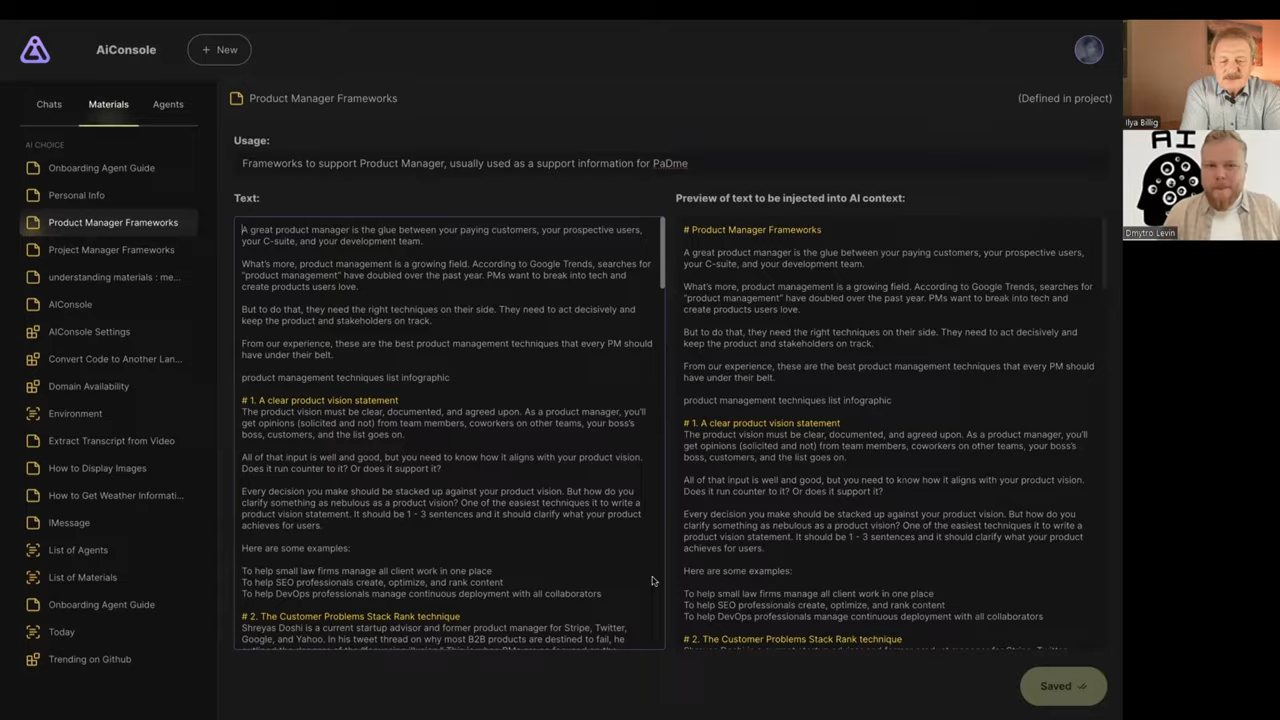 AiConsole
+ New
Chats
Materials
Agents
AI CHOICE
Onboarding Agent Guide
Personal Info
Product Manager Frameworks
Project Manager Frameworks
understanding materials : me...
AIConsole
AIConsole Settings
Convert Code to Another Lan...
Domain Availability
Environment
Extract Transcript from Video
How to Display Images
How to Get Weather Informati...
IMessage
List of Agents
List of Materials
Onboarding Agent Guide
Today
Trending on Github
Product Manager Frameworks
(Defined in project)
Usage:
Frameworks to support Product Manager, usually used as a support information for PaDme
Text:
A great product manager is the glue between your paying customers, your prospective users,
your C-suite, and your development team.
What's more, product management is a growing field. According to Google Trends, searches for
"product management" have doubled over the past year. PMs want to break into tech and
create products users love.
But to do that, they need the right techniques on their side. They need to act decisively and
keep the product and stakeholders on track.
From our experience, these are the best product management techniques that every PM should
have under their belt.
product management techniques list infographic
# 1. A clear product vision statement
The product vision must be clear, documented, and agreed upon. As a product manager, you'll
get opinions (solicited and not) from team members, coworkers on other teams, your boss's
boss, customers, and the list goes on.
All of that input is well and good, but you need to know how it aligns with your product vision.
Does it run counter to it? Or does it support it?
Every decision you make should be stacked up against your product vision. But how do you
clarify something as nebulous as a product vision? One of the easiest techniques it to write a
product vision statement. It should be 1 - 3 sentences and it should clarify what your product
achieves for users.
Here are some examples:
To help small law firms manage all client work in one place
To help SEO professionals create, optimize, and rank content
To help DevOps professionals manage continuous deployment with all collaborators
# 2. The Customer Problems Stack Rank technique
Shreyas Doshi is a current startup advisor and former product manager for Stripe, Twitter,
Google, and Yahoo. In his tweet thread on why most B2B products are destined to fail, he
Preview of text to be injected into AI context:
# Product Manager Frameworks
A great product manager is the glue between your paying customers, your prospective users,
your C-suite, and your development team.
What's more, product management is a growing field. According to Google Trends, searches for
"product management" have doubled over the past year. PMs want to break into tech and
create products users love.
But to do that, they need the right techniques on their side. They need to act decisively and
keep the product and stakeholders on track.
From our experience, these are the best product management techniques that every PM should
have under their belt.
product management techniques list infographic
# 1. A clear product vision statement
The product vision must be clear, documented, and agreed upon. As a product manager, you'll
get opinions (solicited and not) from team members, coworkers on other teams, your boss's
boss, customers, and the list goes on.
All of that input is well and good, but you need to know how it aligns with your product vision.
Does it run counter to it? Or does it support it?
Every decision you make should be stacked up against your product vision. But how do you
clarify something as nebulous as a product vision? One of the easiest techniques it to write a
product vision statement. It should be 1 - 3 sentences and it should clarify what your product
achieves for users.
Here are some examples:
To help small law firms manage all client work in one place
To help SEO professionals create, optimize, and rank content
To help DevOps professionals manage continuous deployment with all collaborators
# 2. The Customer Problems Stack Rank technique
Saved
Ilya Billig
AI
Dmytro Levin